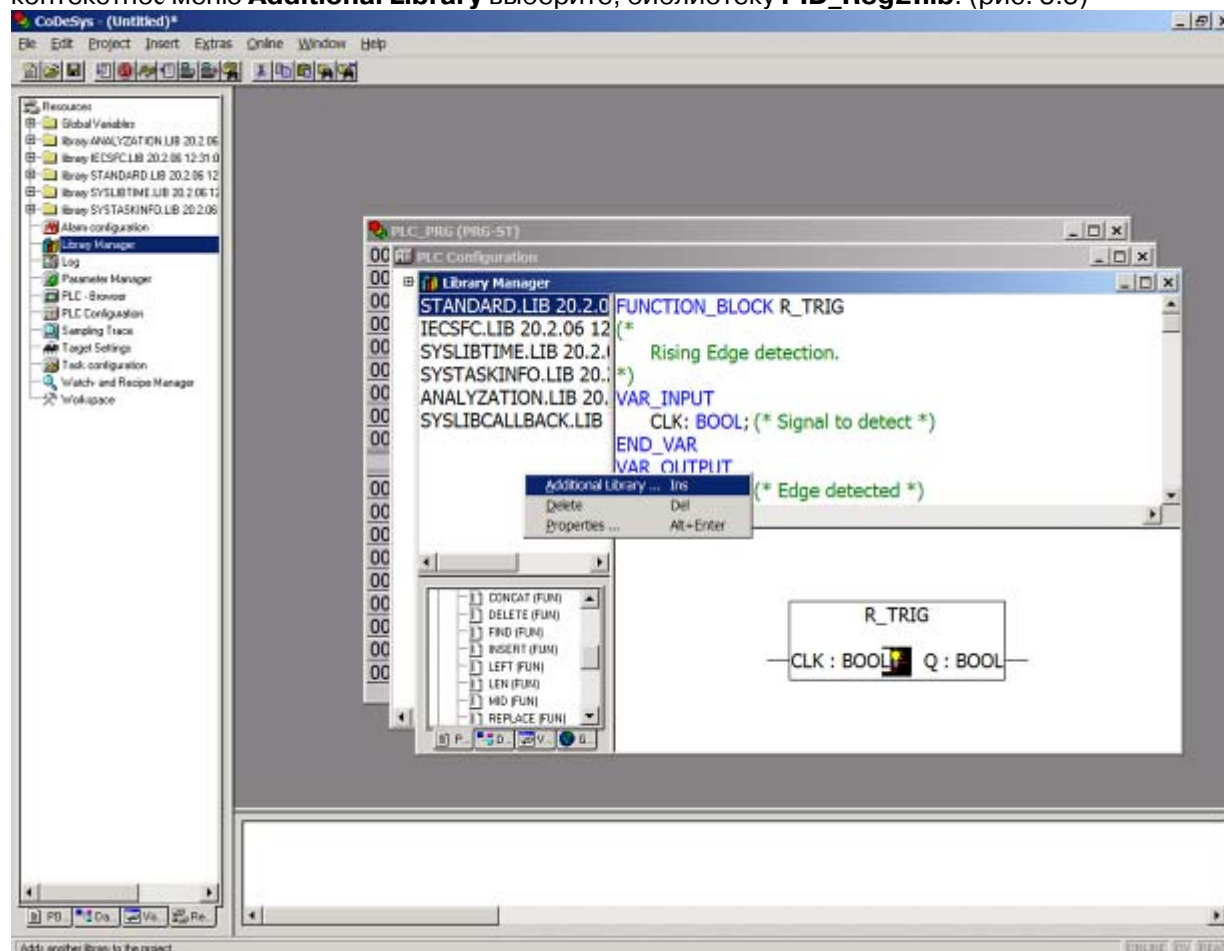 контекстное меню Additional Library выберите, библиотеку PID_Reg2.lib. (рис. 3.3)
CoDeSys - (Untitled)*
File Edit Project Insert Extras Online Window Help
Resources
Global Variables
library ANALYZATION.LIB 20.2.06
library IECSFC.LIB 20.2.06 12:31:0
library STANDARD.LIB 20.2.06 12
library SYSLIBTIME.LIB 20.2.06 12
library SYSTASKINFO.LIB 20.2.06
Alarm configuration
Library Manager
Log
Parameter Manager
PLC - Browser
PLC Configuration
Sampling Trace
Target Settings
Task configuration
Watch- and Recipe Manager
Workspace
PO... Da... Va... Re...
PLC_PRG (PRG-ST)
PLC Configuration
Library Manager
STANDARD.LIB 20.2.0
IECSFC.LIB 20.2.06 12
SYSLIBTIME.LIB 20.2.
SYSTASKINFO.LIB 20.
ANALYZATION.LIB 20.
SYSLIBCALLBACK.LIB
FUNCTION_BLOCK R_TRIG
(*
Rising Edge detection.
*)
VAR_INPUT
CLK: BOOL; (* Signal to detect *)
END_VAR
VAR_OUTPUT
(* Edge detected *)
Additional Library ... Ins
Delete Del
Properties ... Alt+Enter
CONCAT (FUN)
DELETE (FUN)
FIND (FUN)
INSERT (FUN)
LEFT (FUN)
LEN (FUN)
MID (FUN)
REPLACE (FUN)
P... D... V... G...
R_TRIG
CLK : BOOL Q : BOOL
Adds another library to the project